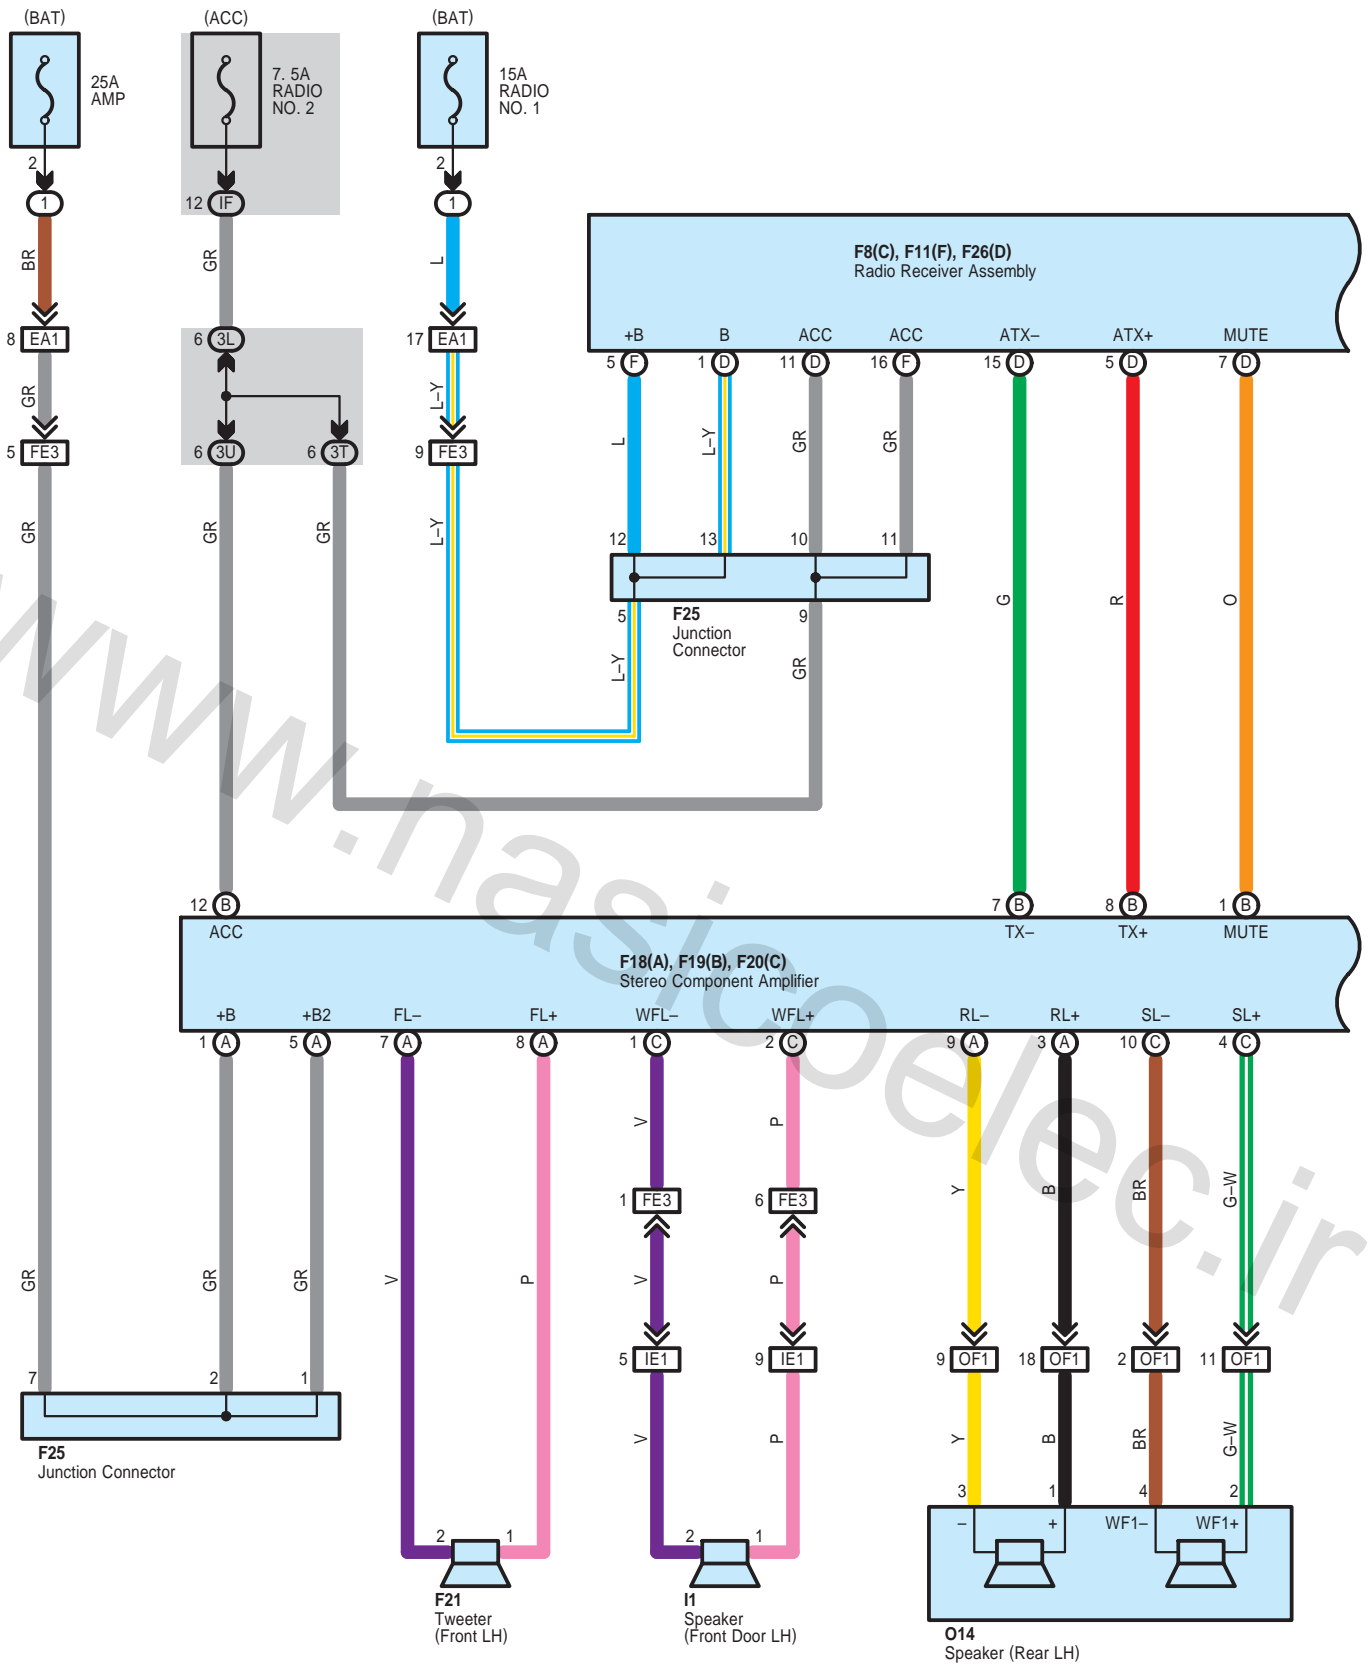 (BAT)
(ACC)
(BAT)
25A
AMP
7. 5A
RADIO
NO. 2
15A
RADIO
NO. 1
2
2
1
12 IF
1
BR
GR
L
F8(C), F11(F), F26(D)
Radio Receiver Assembly
+B B ACC ACC ATX– ATX+ MUTE
8 EA1
6 3L
17 EA1
5 F
1 D
11 D
16 F
15 D
5 D
7 D
GR
L–Y
L
L–Y
GR
GR
5 FE3
6 3U
6 3T
9 FE3
GR
GR
GR
L–Y
12 13 10 11
G
R
O
5
9
F25
Junction
Connector
L–Y
GR
12 B
7 B
8 B
1 B
ACC
TX–
TX+
MUTE
F18(A), F19(B), F20(C)
Stereo Component Amplifier
+B +B2 FL– FL+ WFL– WFL+ RL– RL+ SL– SL+
1 A
5 A
7 A
8 A
1 C
2 C
9 A
3 A
10 C
4 C
V
P
Y
B
BR
G–W
1 FE3
6 FE3
GR
GR
GR
V
P
V
P
5 IE1
9 IE1
9 OF1
18 OF1
2 OF1
11 OF1
7 2 1
V
P
Y
B
BR
G–W
F25
Junction Connector
3 1 4 2
– + WF1– WF1+
2 1
2 1
F21
Tweeter
(Front LH)
I1
Speaker
(Front Door LH)
O14
Speaker (Rear LH)
www.nasicoelec.ir